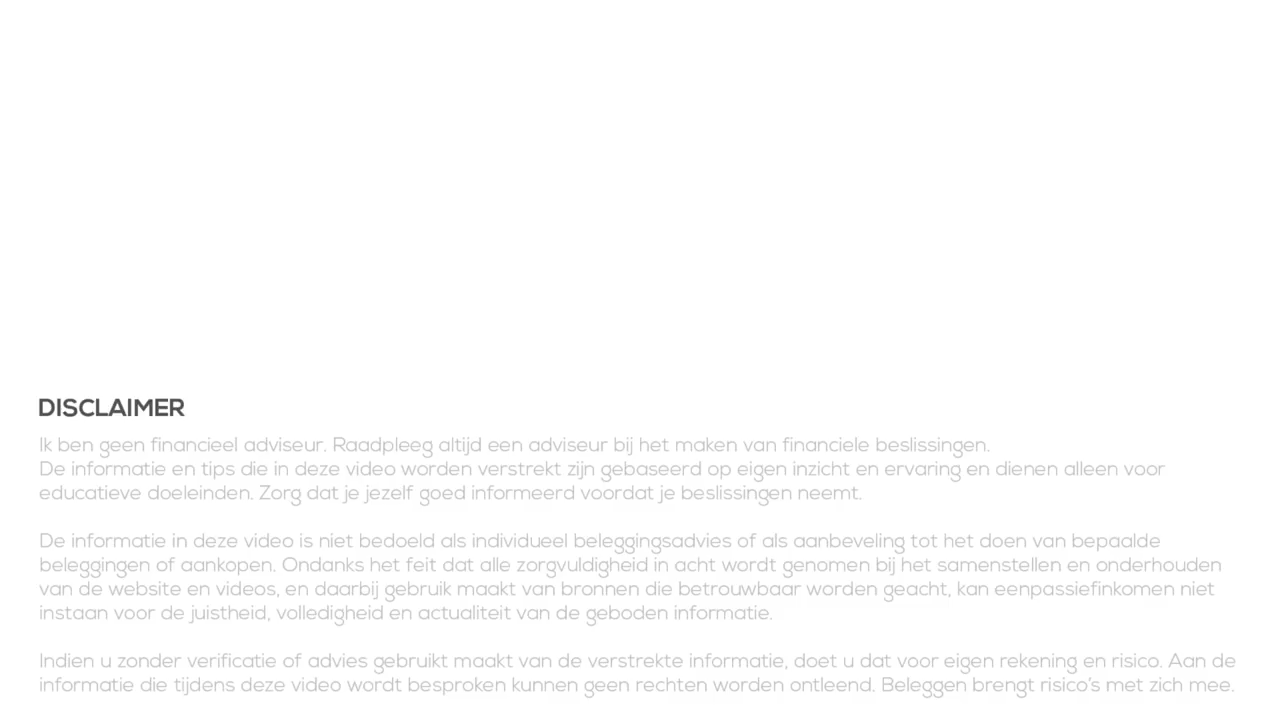 DISCLAIMER
Ik ben geen financieel adviseur. Raadpleeg altijd een adviseur bij het maken van financiele beslissingen.
De informatie en tips die in deze video worden verstrekt zijn gebaseerd op eigen inzicht en ervaring en dienen alleen voor
educatieve doeleinden. Zorg dat je jezelf goed informeerd voordat je beslissingen neemt.
De informatie in deze video is niet bedoeld als individueel beleggingsadvies of als aanbeveling tot het doen van bepaalde
beleggingen of aankopen. Ondanks het feit dat alle zorgvuldigheid in acht wordt genomen bij het samenstellen en onderhouden
van de website en videos, en daarbij gebruik maakt van bronnen die betrouwbaar worden geacht, kan eenpassiefinkomen niet
instaan voor de juistheid, volledigheid en actualiteit van de geboden informatie.
Indien u zonder verificatie of advies gebruikt maakt van de verstrekte informatie, doet u dat voor eigen rekening en risico. Aan de
informatie die tijdens deze video wordt besproken kunnen geen rechten worden ontleend. Beleggen brengt risico's met zich mee.